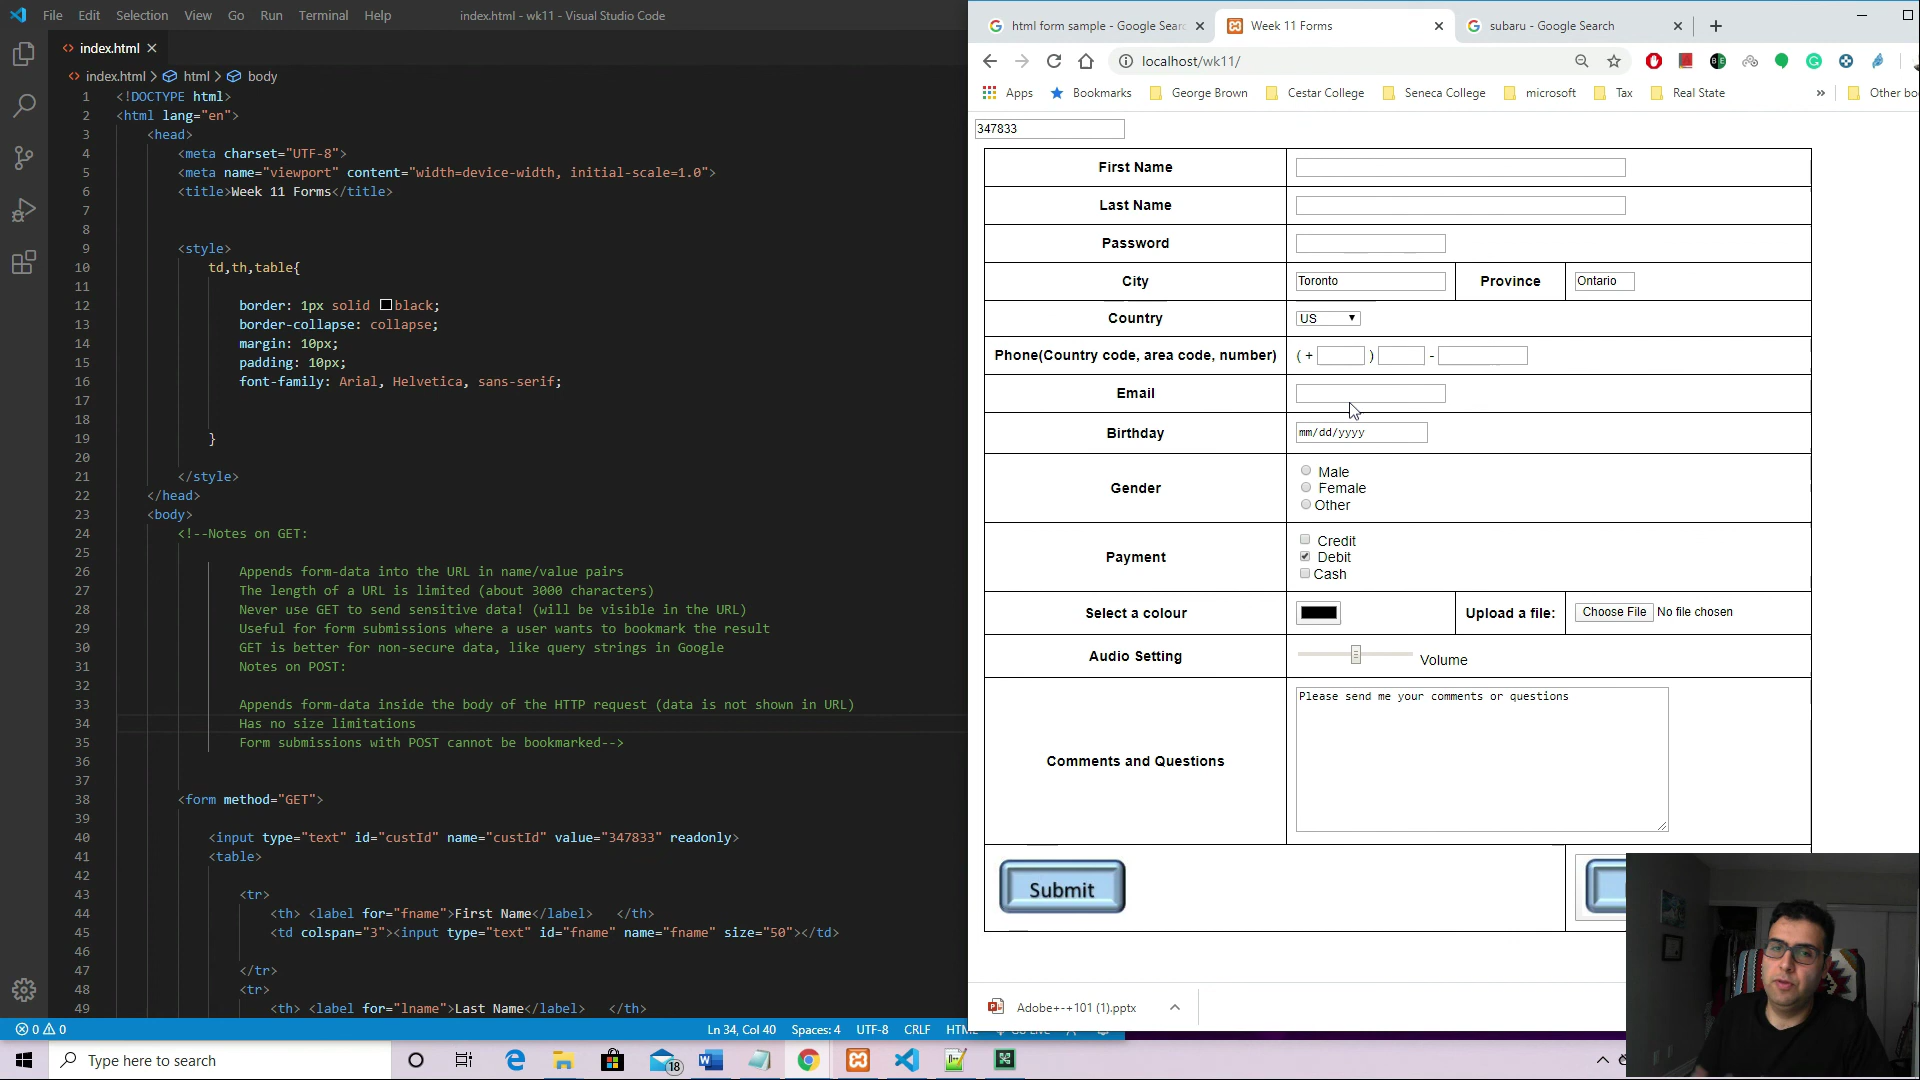 File Edit Selection View Go Run Terminal Help
index.html - wk11 - Visual Studio Code
index.html
index.html > html > body
1 <!DOCTYPE html>
2 <html lang="en">
3 <head>
4 <meta charset="UTF-8">
5 <meta name="viewport" content="width=device-width, initial-scale=1.0">
6 <title>Week 11 Forms</title>
7
8
9 <style>
10 td,th,table{
11
12 border: 1px solid black;
13 border-collapse: collapse;
14 margin: 10px;
15 padding: 10px;
16 font-family: Arial, Helvetica, sans-serif;
17
18
19 }
20
21 </style>
22 </head>
23 <body>
24 <!--Notes on GET:
25
26 Appends form-data into the URL in name/value pairs
27 The length of a URL is limited (about 3000 characters)
28 Never use GET to send sensitive data! (will be visible in the URL)
29 Useful for form submissions where a user wants to bookmark the result
30 GET is better for non-secure data, like query strings in Google
31 Notes on POST:
32
33 Appends form-data inside the body of the HTTP request (data is not shown in URL)
34 Has no size limitations
35 Form submissions with POST cannot be bookmarked-->
36
37
38 <form method="GET">
39
40 <input type="text" id="custId" name="custId" value="347833" readonly>
41 <table>
42
43 <tr>
44 <th> <label for="fname">First Name</label> </th>
45 <td colspan="3"><input type="text" id="fname" name="fname" size="50"></td>
46
47 </tr>
48 <tr>
49 <th> <label for="lname">Last Name</label> </th>
0 0
Ln 34, Col 40 Spaces: 4 UTF-8 CRLF
html form sample - Google Sear
Week 11 Forms
subaru - Google Search
localhost/wk11/
Apps Bookmarks George Brown Cestar College Seneca College microsoft Tax Real State » Other bo
347833
First Name
Last Name
Password
City Toronto Province Ontario
Country US
Phone(Country code, area code, number) ( + ) -
Email
Birthday mm/dd/yyyy
Gender
Male
Female
Other
Payment
Credit
Debit
Cash
Select a colour
Upload a file: Choose File No file chosen
Audio Setting Volume
Comments and Questions
Please send me your comments or questions
Submit
Adobe+-+101 (1).pptx
Type here to search
18